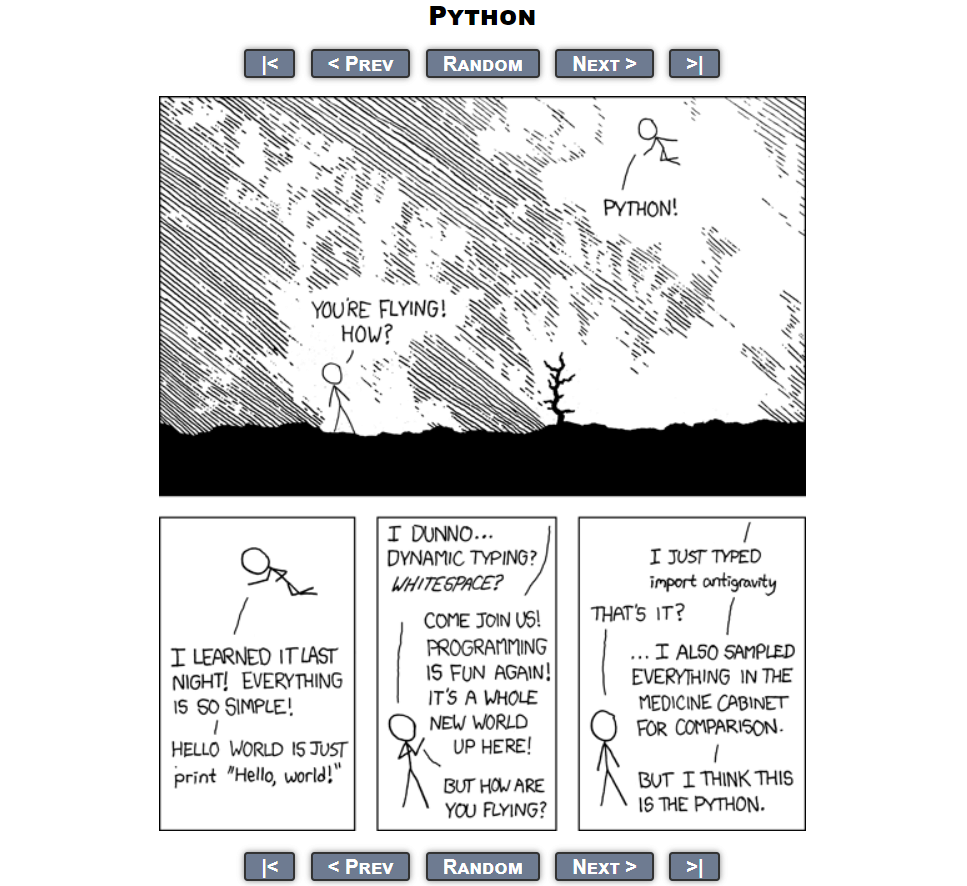 Python
|<
< Prev
Random
Next >
>|
PYTHON!
YOU'RE FLYING!
HOW?
I LEARNED IT LAST
NIGHT! EVERYTHING
IS SO SIMPLE!
HELLO WORLD IS JUST
print "Hello, world!"
I DUNNO...
DYNAMIC TYPING?
WHITESPACE?
COME JOIN US!
PROGRAMMING
IS FUN AGAIN!
IT'S A WHOLE
NEW WORLD
UP HERE!
BUT HOW ARE
YOU FLYING?
I JUST TYPED
import antigravity
THAT'S IT?
... I ALSO SAMPLED
EVERYTHING IN THE
MEDICINE CABINET
FOR COMPARISON.
BUT I THINK THIS
IS THE PYTHON.
|<
< Prev
Random
Next >
>|